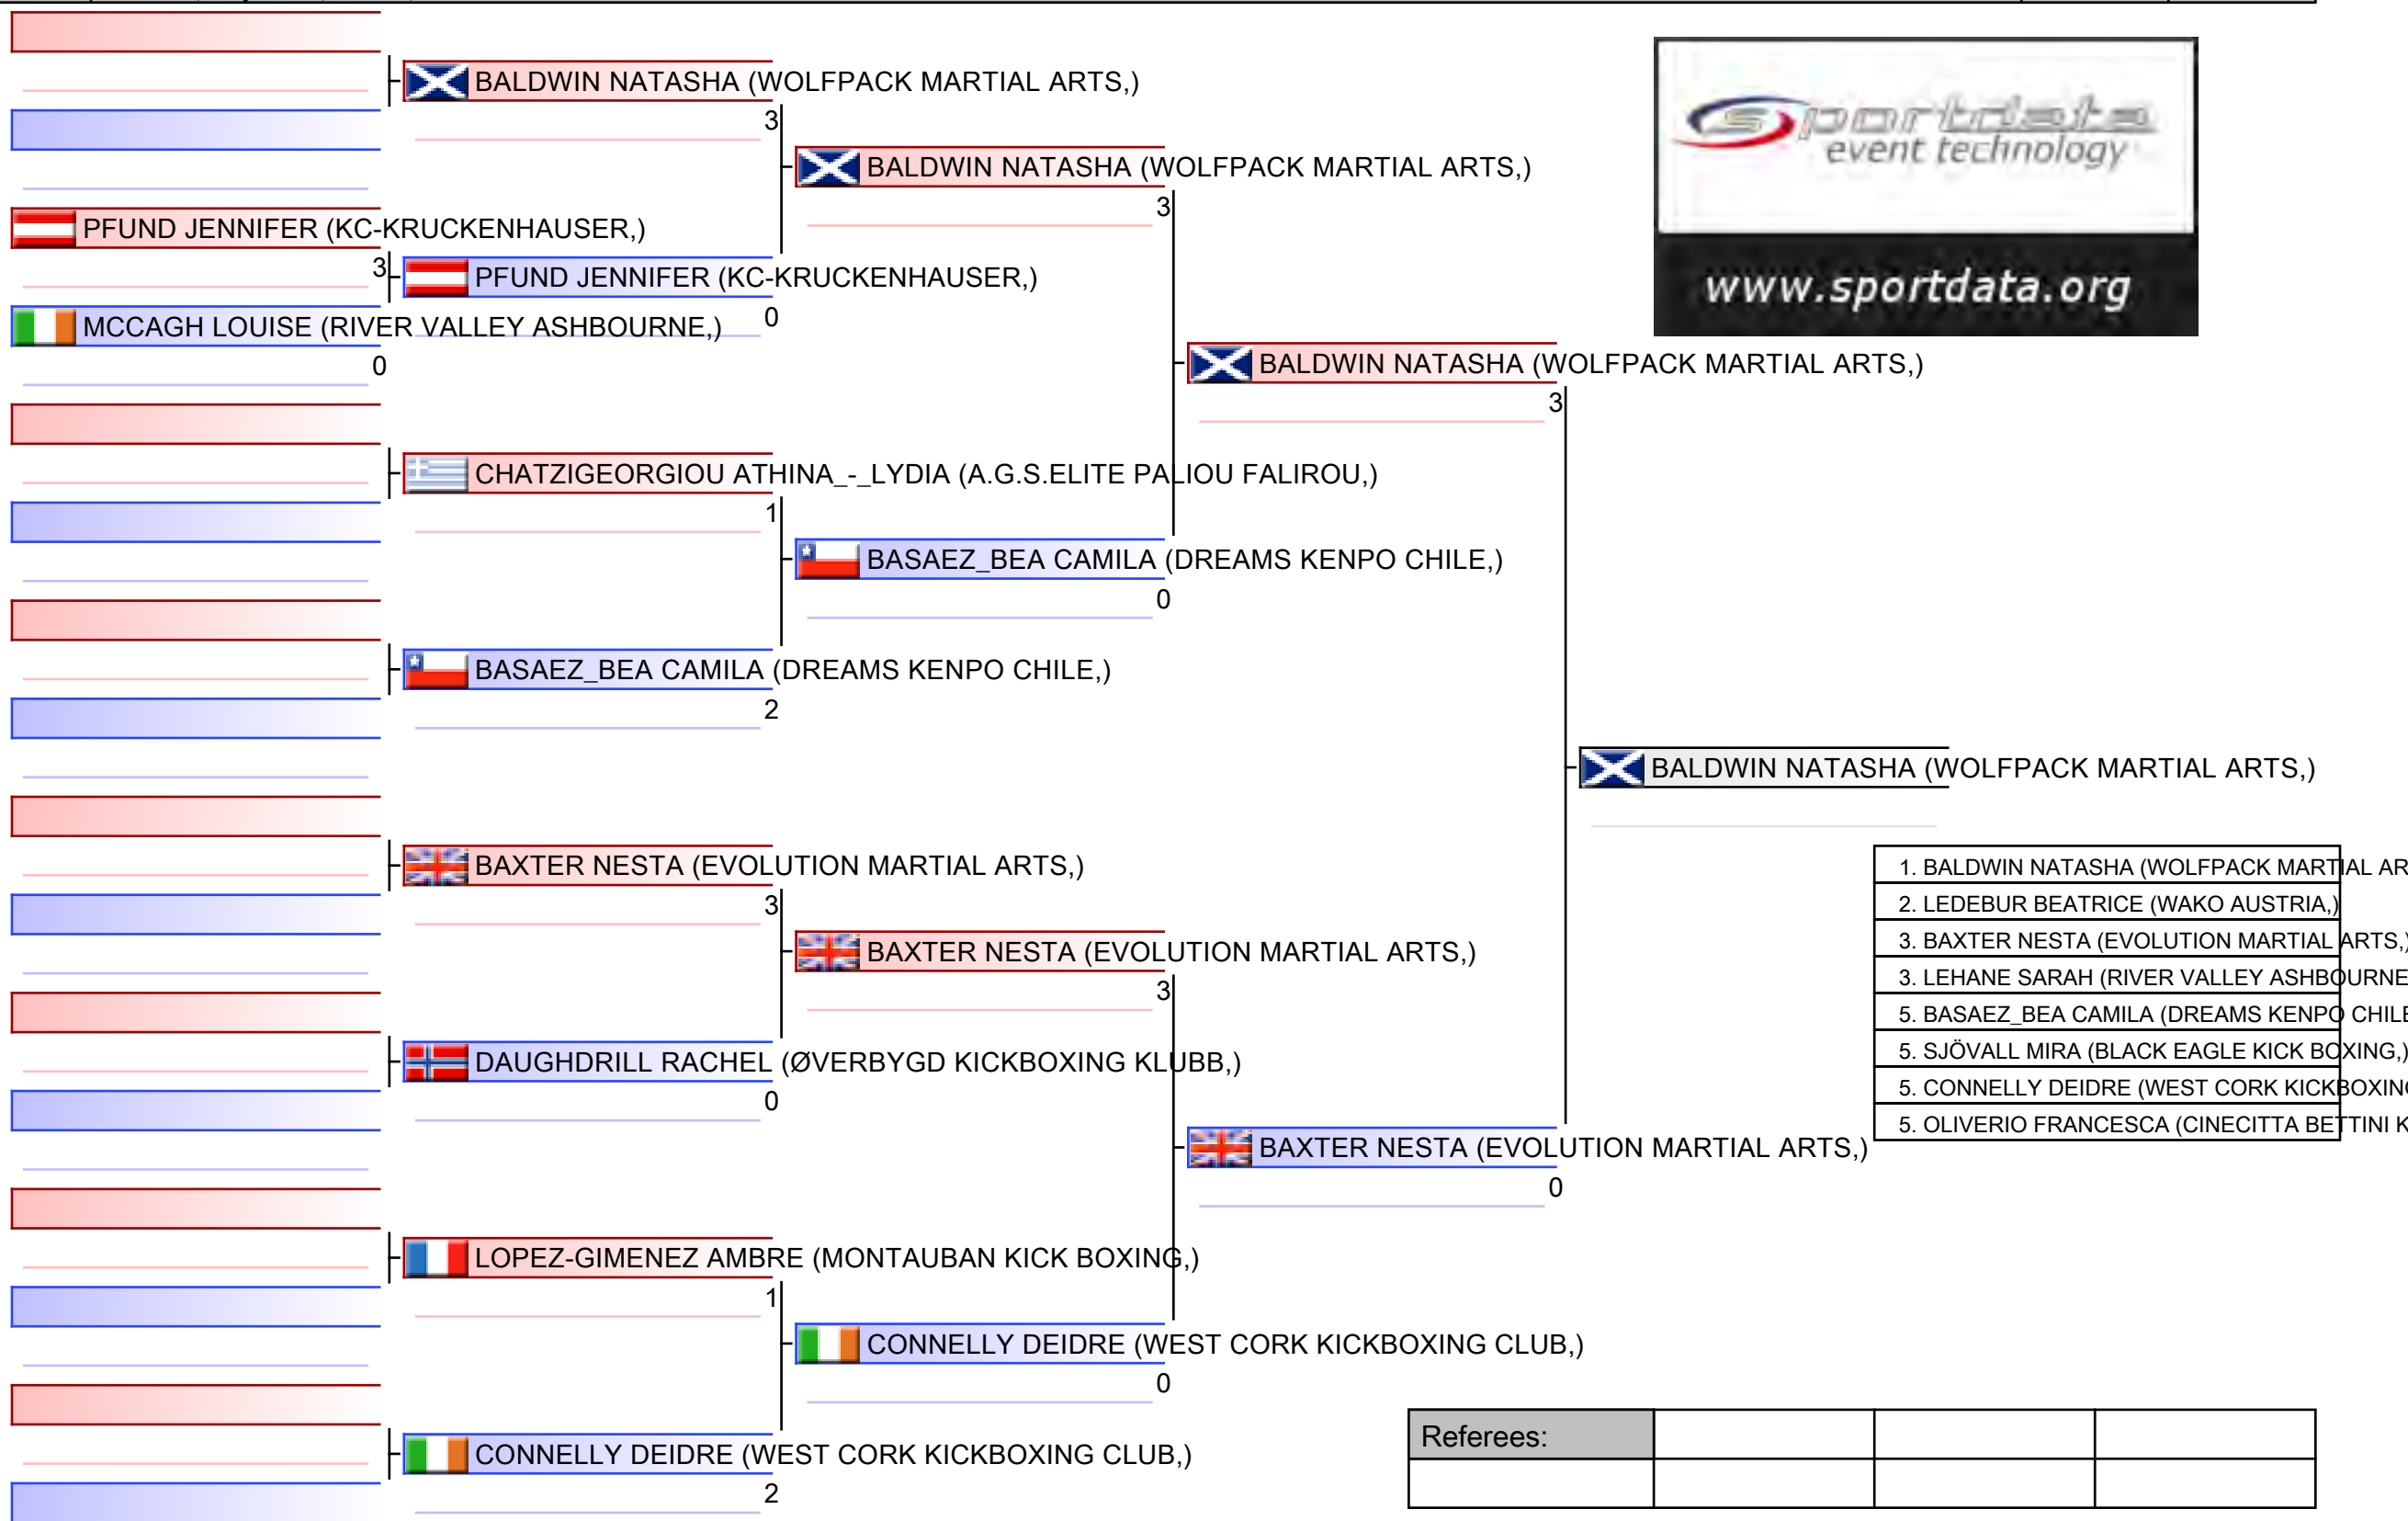 BALDWIN NATASHA (WOLFPACK MARTIAL ARTS,)
3
BALDWIN NATASHA (WOLFPACK MARTIAL ARTS,)
3
sportdata
event technology
www.sportdata.org
PFUND JENNIFER (KC-KRUCKENHAUSER,)
3
PFUND JENNIFER (KC-KRUCKENHAUSER,)
0
MCCAGH LOUISE (RIVER VALLEY ASHBOURNE,)
0
BALDWIN NATASHA (WOLFPACK MARTIAL ARTS,)
3
CHATZIGEORGIOU ATHINA_-_LYDIA (A.G.S.ELITE PALIOU FALIROU,)
1
BASAEZ_BEA CAMILA (DREAMS KENPO CHILE,)
0
BASAEZ_BEA CAMILA (DREAMS KENPO CHILE,)
2
BALDWIN NATASHA (WOLFPACK MARTIAL ARTS,)
BAXTER NESTA (EVOLUTION MARTIAL ARTS,)
3
BAXTER NESTA (EVOLUTION MARTIAL ARTS,)
3
DAUGHDRILL RACHEL (ØVERBYGD KICKBOXING KLUBB,)
0
BAXTER NESTA (EVOLUTION MARTIAL ARTS,)
0
1. BALDWIN NATASHA (WOLFPACK MARTIAL AR
2. LEDEBUR BEATRICE (WAKO AUSTRIA,)
3. BAXTER NESTA (EVOLUTION MARTIAL ARTS,)
3. LEHANE SARAH (RIVER VALLEY ASHBOURNE
5. BASAEZ_BEA CAMILA (DREAMS KENPO CHILE
5. SJÖVALL MIRA (BLACK EAGLE KICK BOXING,)
5. CONNELLY DEIDRE (WEST CORK KICKBOXING
5. OLIVERIO FRANCESCA (CINECITTA BETTINI K
LOPEZ-GIMENEZ AMBRE (MONTAUBAN KICK BOXING,)
1
CONNELLY DEIDRE (WEST CORK KICKBOXING CLUB,)
0
CONNELLY DEIDRE (WEST CORK KICKBOXING CLUB,)
2
Referees: